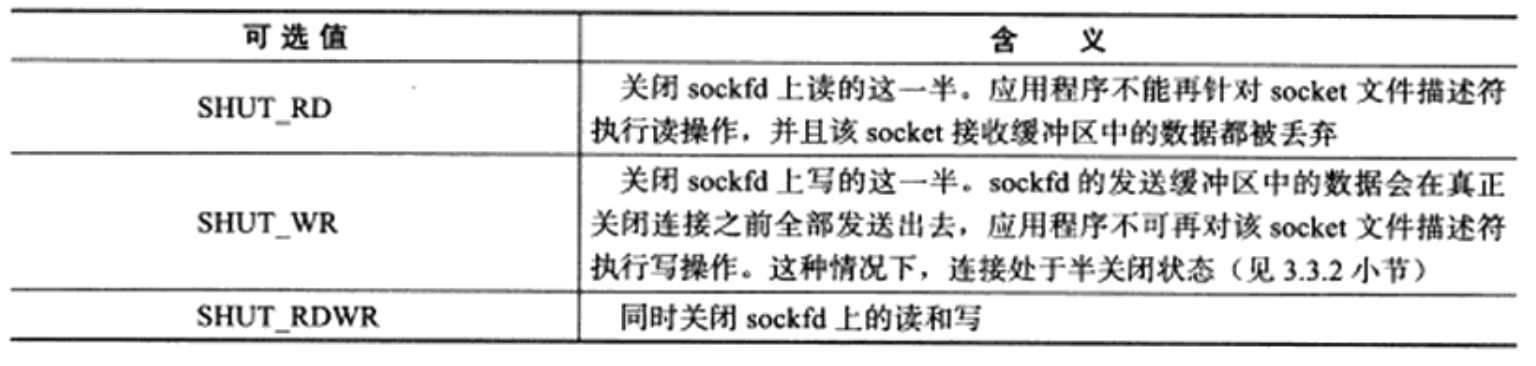 可选值 含 义
SHUT_RD
关闭 sockfd 上读的这一半。应用程序不能再针对 socket 文件描述符
执行读操作，并且该 socket 接收缓冲区中的数据都被丢弃
SHUT_WR
关闭 sockfd 上写的这一半。sockfd 的发送缓冲区中的数据会在真正
关闭连接之前全部发送出去，应用程序不可再对该 socket 文件描述符
执行写操作。这种情况下，连接处于半关闭状态（见 3.3.2 小节）
SHUT_RDWR 同时关闭 sockfd 上的读和写